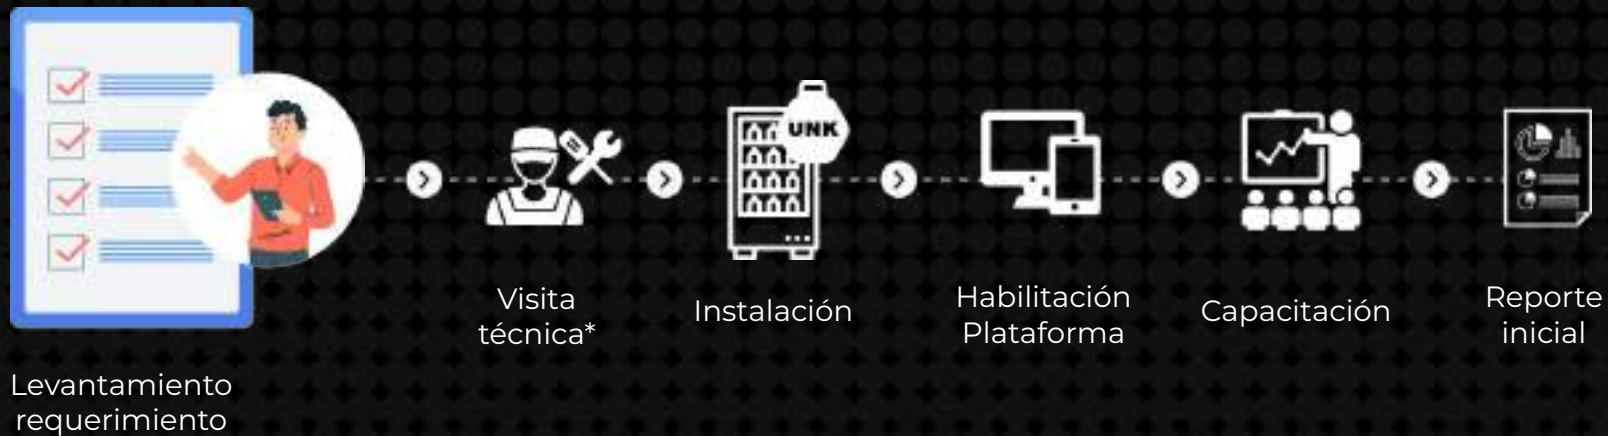 UNK
Visita
técnica*
Instalación
Habilitación
Plataforma
Capacitación
Reporte
inicial
Levantamiento
requerimiento